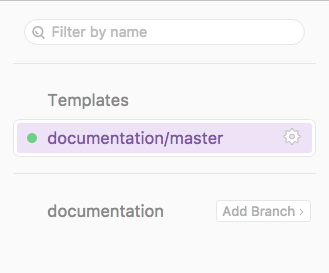 Filter by name
Templates
documentation/master
documentation
Add Branch ›